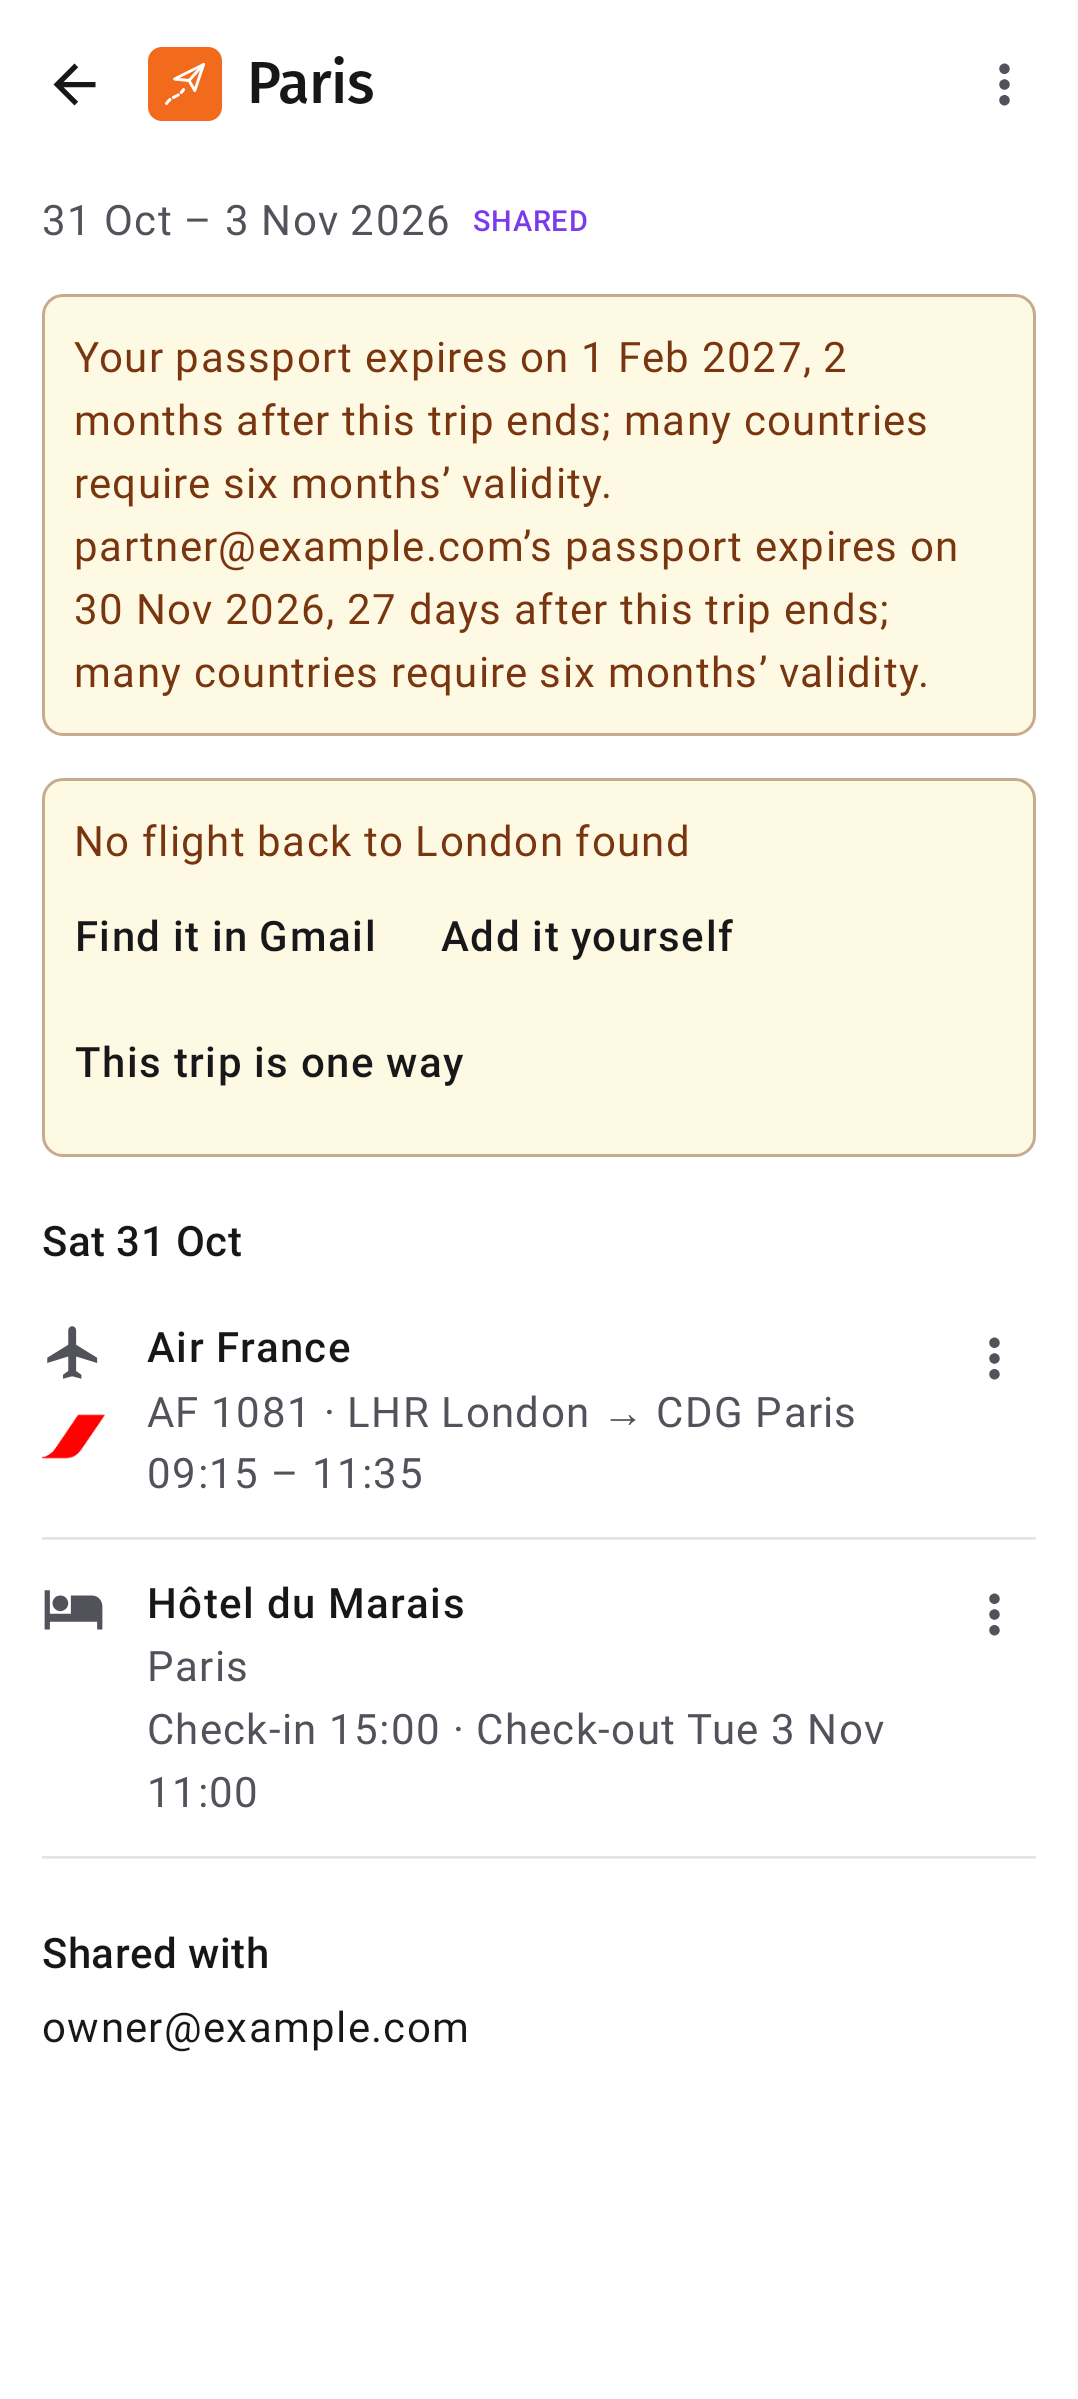 Paris
31 Oct – 3 Nov 2026 SHARED
Your passport expires on 1 Feb 2027, 2
months after this trip ends; many countries
require six months’ validity.
partner@example.com’s passport expires on
30 Nov 2026, 27 days after this trip ends;
many countries require six months’ validity.
No flight back to London found
Find it in Gmail Add it yourself
This trip is one way
Sat 31 Oct
Air France
AF 1081 · LHR London → CDG Paris
09:15 – 11:35
Hôtel du Marais
Paris
Check-in 15:00 · Check-out Tue 3 Nov
11:00
Shared with
owner@example.com